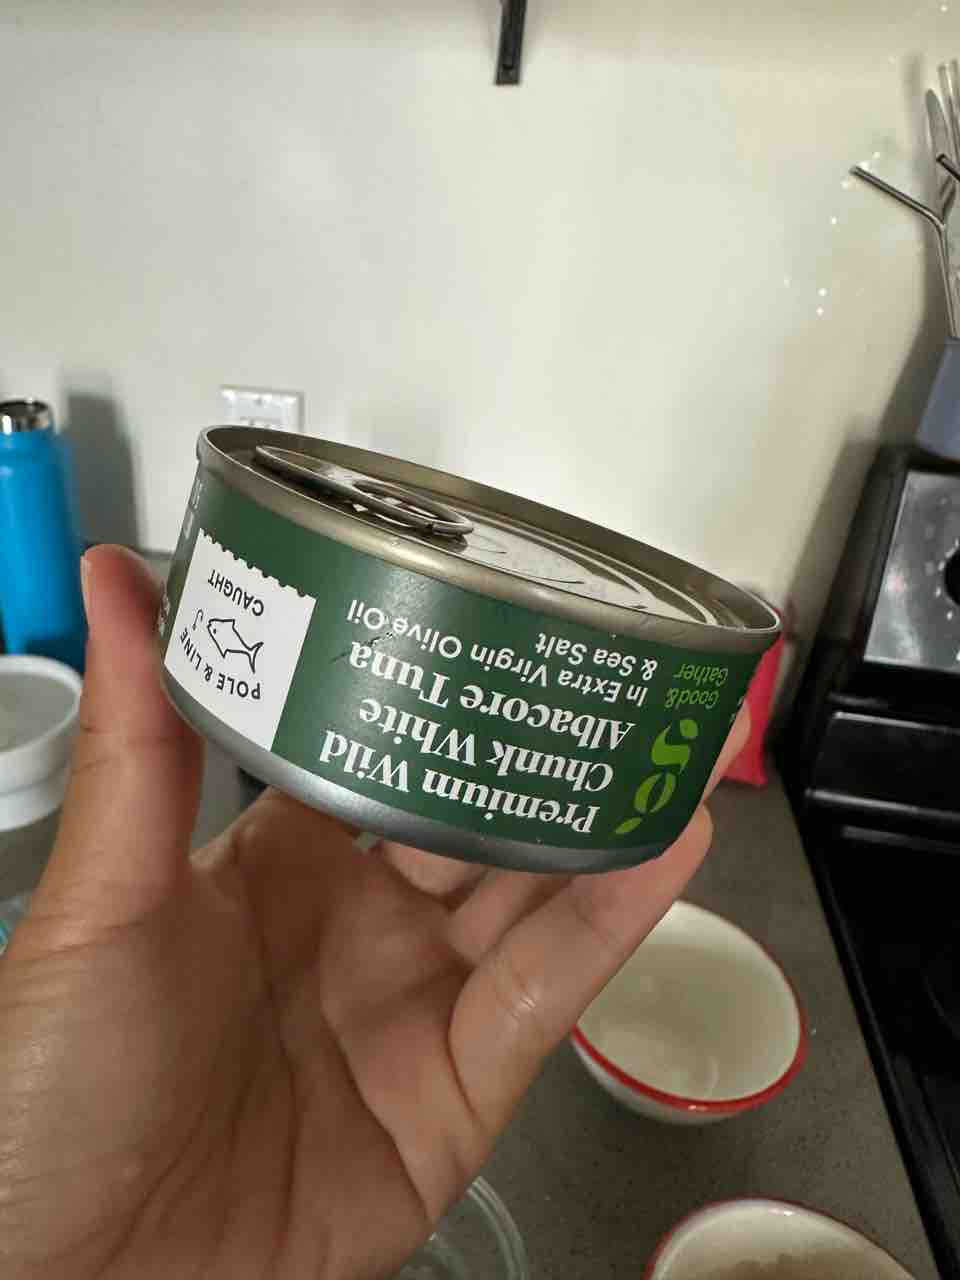 g
Good&
Gather
Premium Wild
Chunk White
Albacore Tuna
In Extra Virgin Olive Oil
& Sea Salt
POLE & LINE
CAUGHT